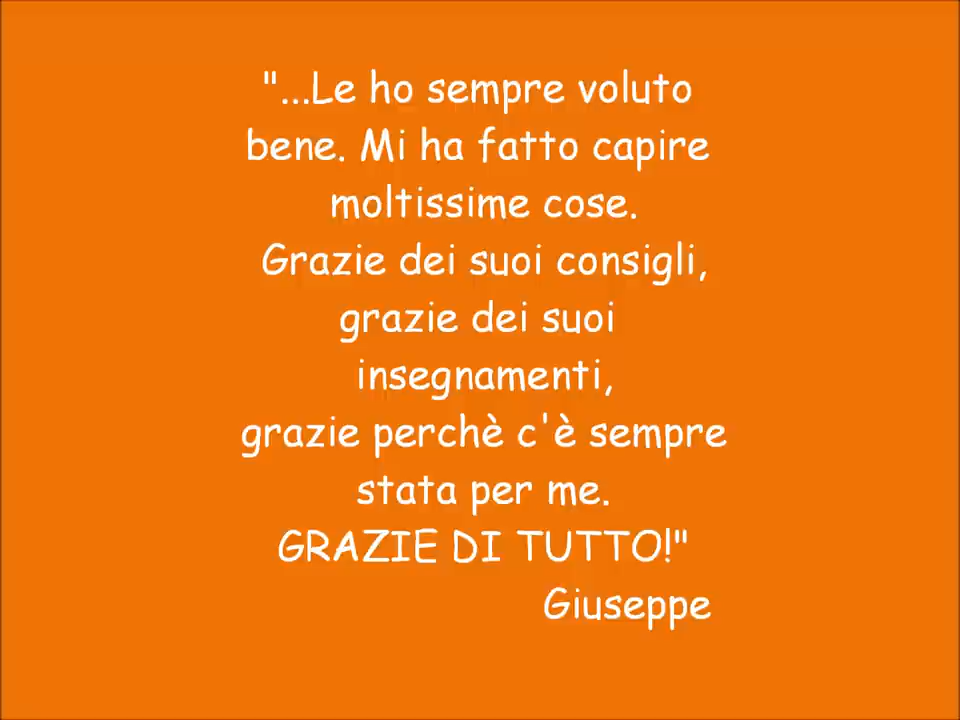 "...Le ho sempre voluto
bene. Mi ha fatto capire
moltissime cose.
Grazie dei suoi consigli,
grazie dei suoi
insegnamenti,
grazie perchè c'è sempre
stata per me.
GRAZIE DI TUTTO!"
Giuseppe